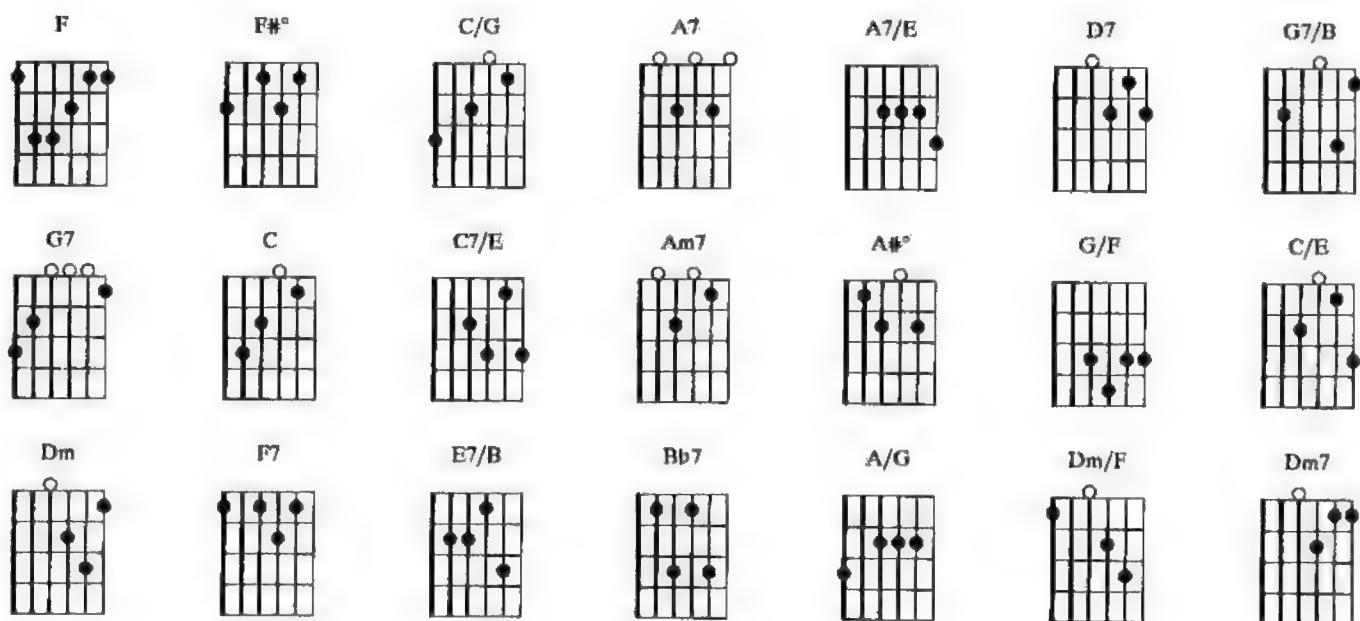 F F#° C/G A7 A7/E D7 G7/B
G7 C C7/E Am7 A#° G/F C/E
Dm F7 E7/B Bb7 A/G Dm/F Dm7